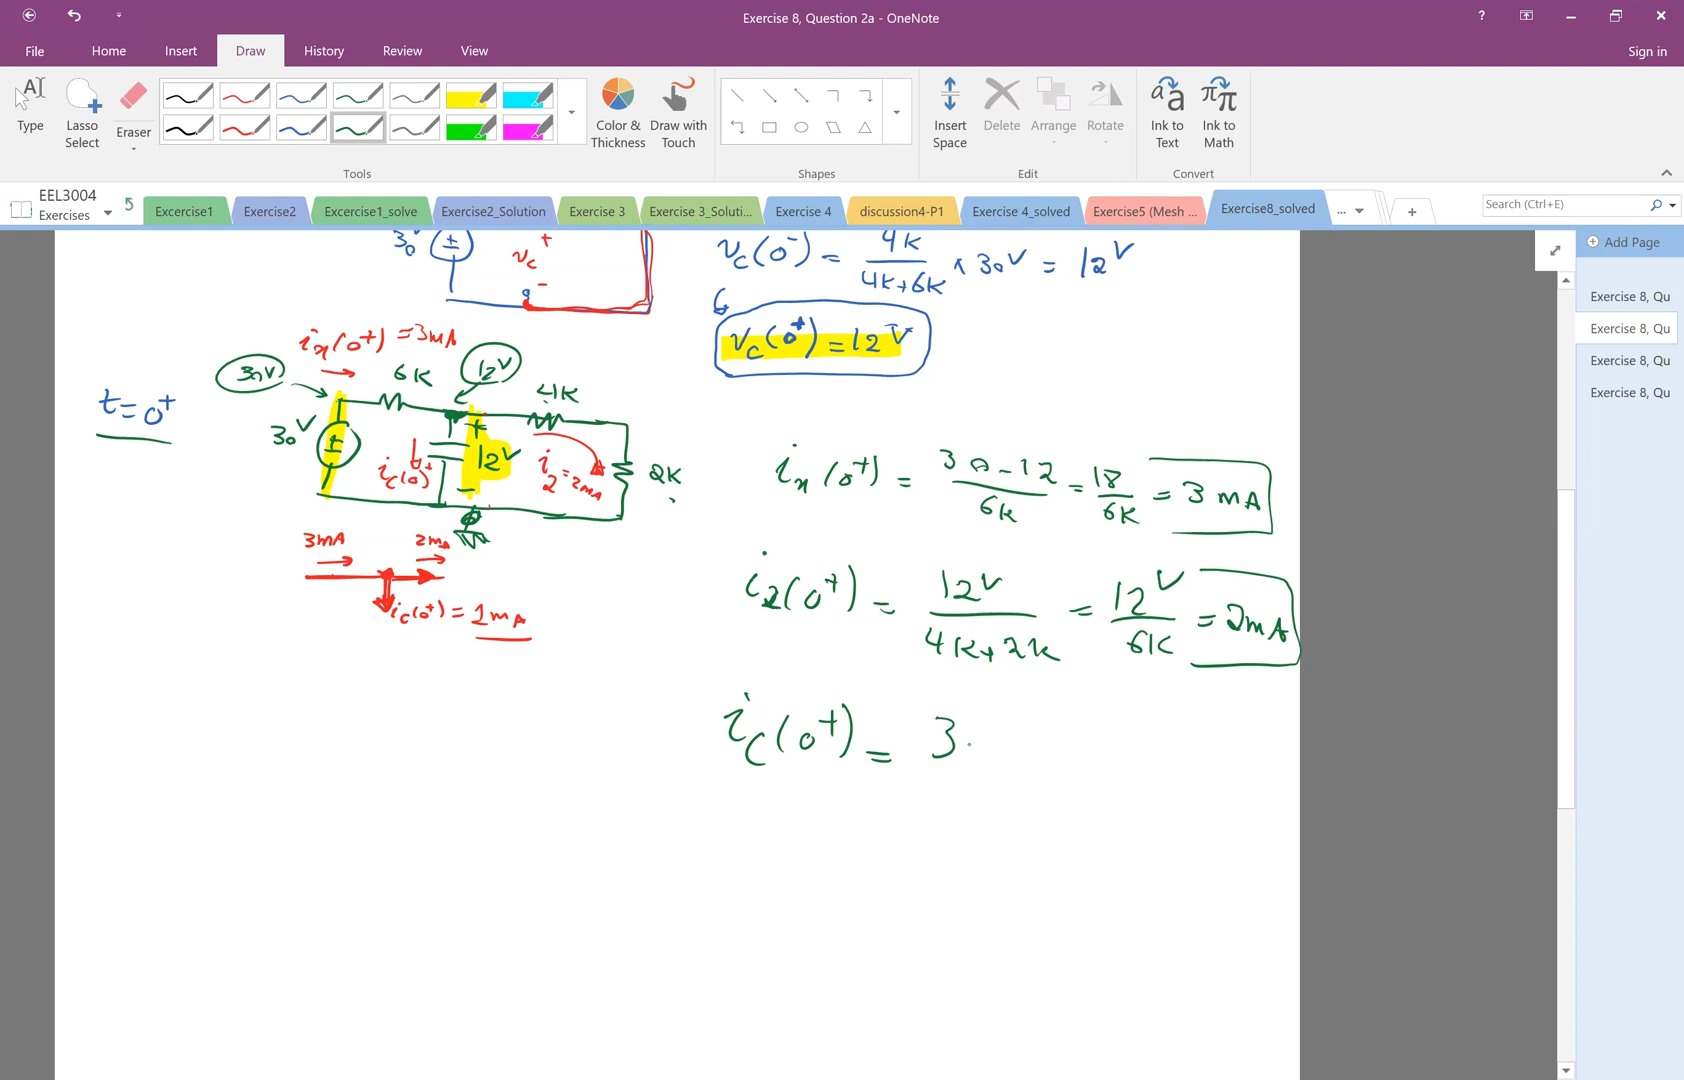 Exercise 8, Question 2a - OneNote
?
File Home Insert Draw History Review View Sign in
Type
Lasso Select
Eraser
Color & Thickness
Draw with Touch
Insert Space
Delete
Arrange
Rotate
Ink to Text
Ink to Math
Tools Shapes Edit Convert
EEL3004
Exercises
Excercise1 Exercise2 Excercise1_solve Exercise2_Solution Exercise 3 Exercise 3_Soluti... Exercise 4 discussion4-P1 Exercise 4_solved Exercise5 (Mesh ... Exercise8_solved ... +
Search (Ctrl+E)
Add Page
Exercise 8, Qu
Exercise 8, Qu
Exercise 8, Qu
Exercise 8, Qu
30V
+
vc
-
vc(0-) = 4K / 4K+6K × 30V = 12V
vc(0+) = 12V
ix(0+) = 3mA
30V
6K
12V
4K
t=0+
30V
ic(0)+
+
12V
-
i2 = 2mA
2K
ix(0+) = 30-12 / 6K = 18 / 6K = 3 mA
3mA
2mA
ic(0+) = 1mA
i2(0+) = 12V / 4K+2K = 12V / 6K = 2mA
ic(0+) = 3